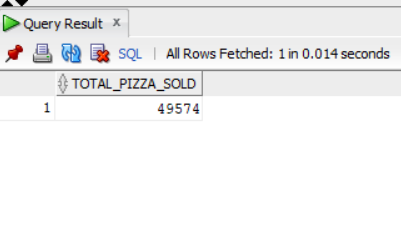 Query Result x
SQL | All Rows Fetched: 1 in 0.014 seconds
TOTAL_PIZZA_SOLD
1 49574